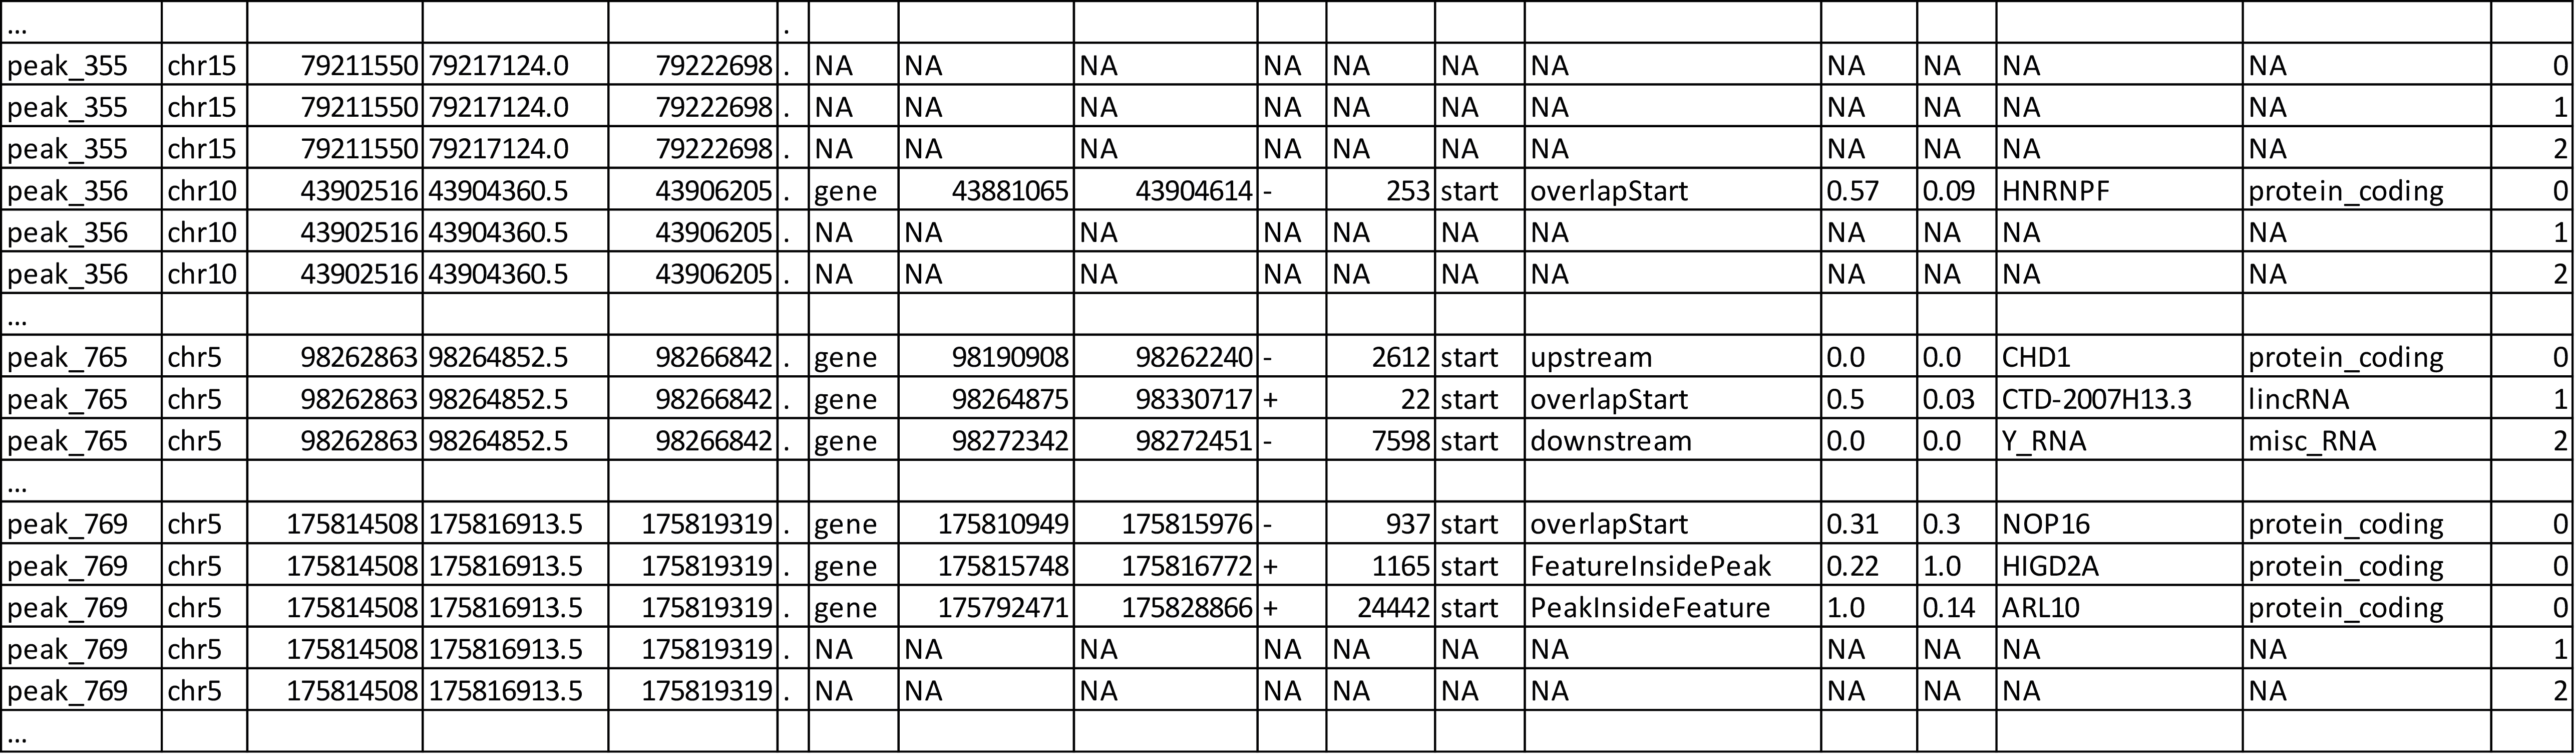 ... .
peak_355 chr15 79211550 79217124.0 79222698 . NA NA NA NA NA NA NA NA NA NA NA 0
peak_355 chr15 79211550 79217124.0 79222698 . NA NA NA NA NA NA NA NA NA NA NA 1
peak_355 chr15 79211550 79217124.0 79222698 . NA NA NA NA NA NA NA NA NA NA NA 2
peak_356 chr10 43902516 43904360.5 43906205 . gene 43881065 43904614 - 253 start overlapStart 0.57 0.09 HNRNPF protein_coding 0
peak_356 chr10 43902516 43904360.5 43906205 . NA NA NA NA NA NA NA NA NA NA NA 1
peak_356 chr10 43902516 43904360.5 43906205 . NA NA NA NA NA NA NA NA NA NA NA 2
...
peak_765 chr5 98262863 98264852.5 98266842 . gene 98190908 98262240 - 2612 start upstream 0.0 0.0 CHD1 protein_coding 0
peak_765 chr5 98262863 98264852.5 98266842 . gene 98264875 98330717 + 22 start overlapStart 0.5 0.03 CTD-2007H13.3 lincRNA 1
peak_765 chr5 98262863 98264852.5 98266842 . gene 98272342 98272451 - 7598 start downstream 0.0 0.0 Y_RNA misc_RNA 2
...
peak_769 chr5 175814508 175816913.5 175819319 . gene 175810949 175815976 - 937 start overlapStart 0.31 0.3 NOP16 protein_coding 0
peak_769 chr5 175814508 175816913.5 175819319 . gene 175815748 175816772 + 1165 start FeatureInsidePeak 0.22 1.0 HIGD2A protein_coding 0
peak_769 chr5 175814508 175816913.5 175819319 . gene 175792471 175828866 + 24442 start PeakInsideFeature 1.0 0.14 ARL10 protein_coding 0
peak_769 chr5 175814508 175816913.5 175819319 . NA NA NA NA NA NA NA NA NA NA NA 1
peak_769 chr5 175814508 175816913.5 175819319 . NA NA NA NA NA NA NA NA NA NA NA 2
...